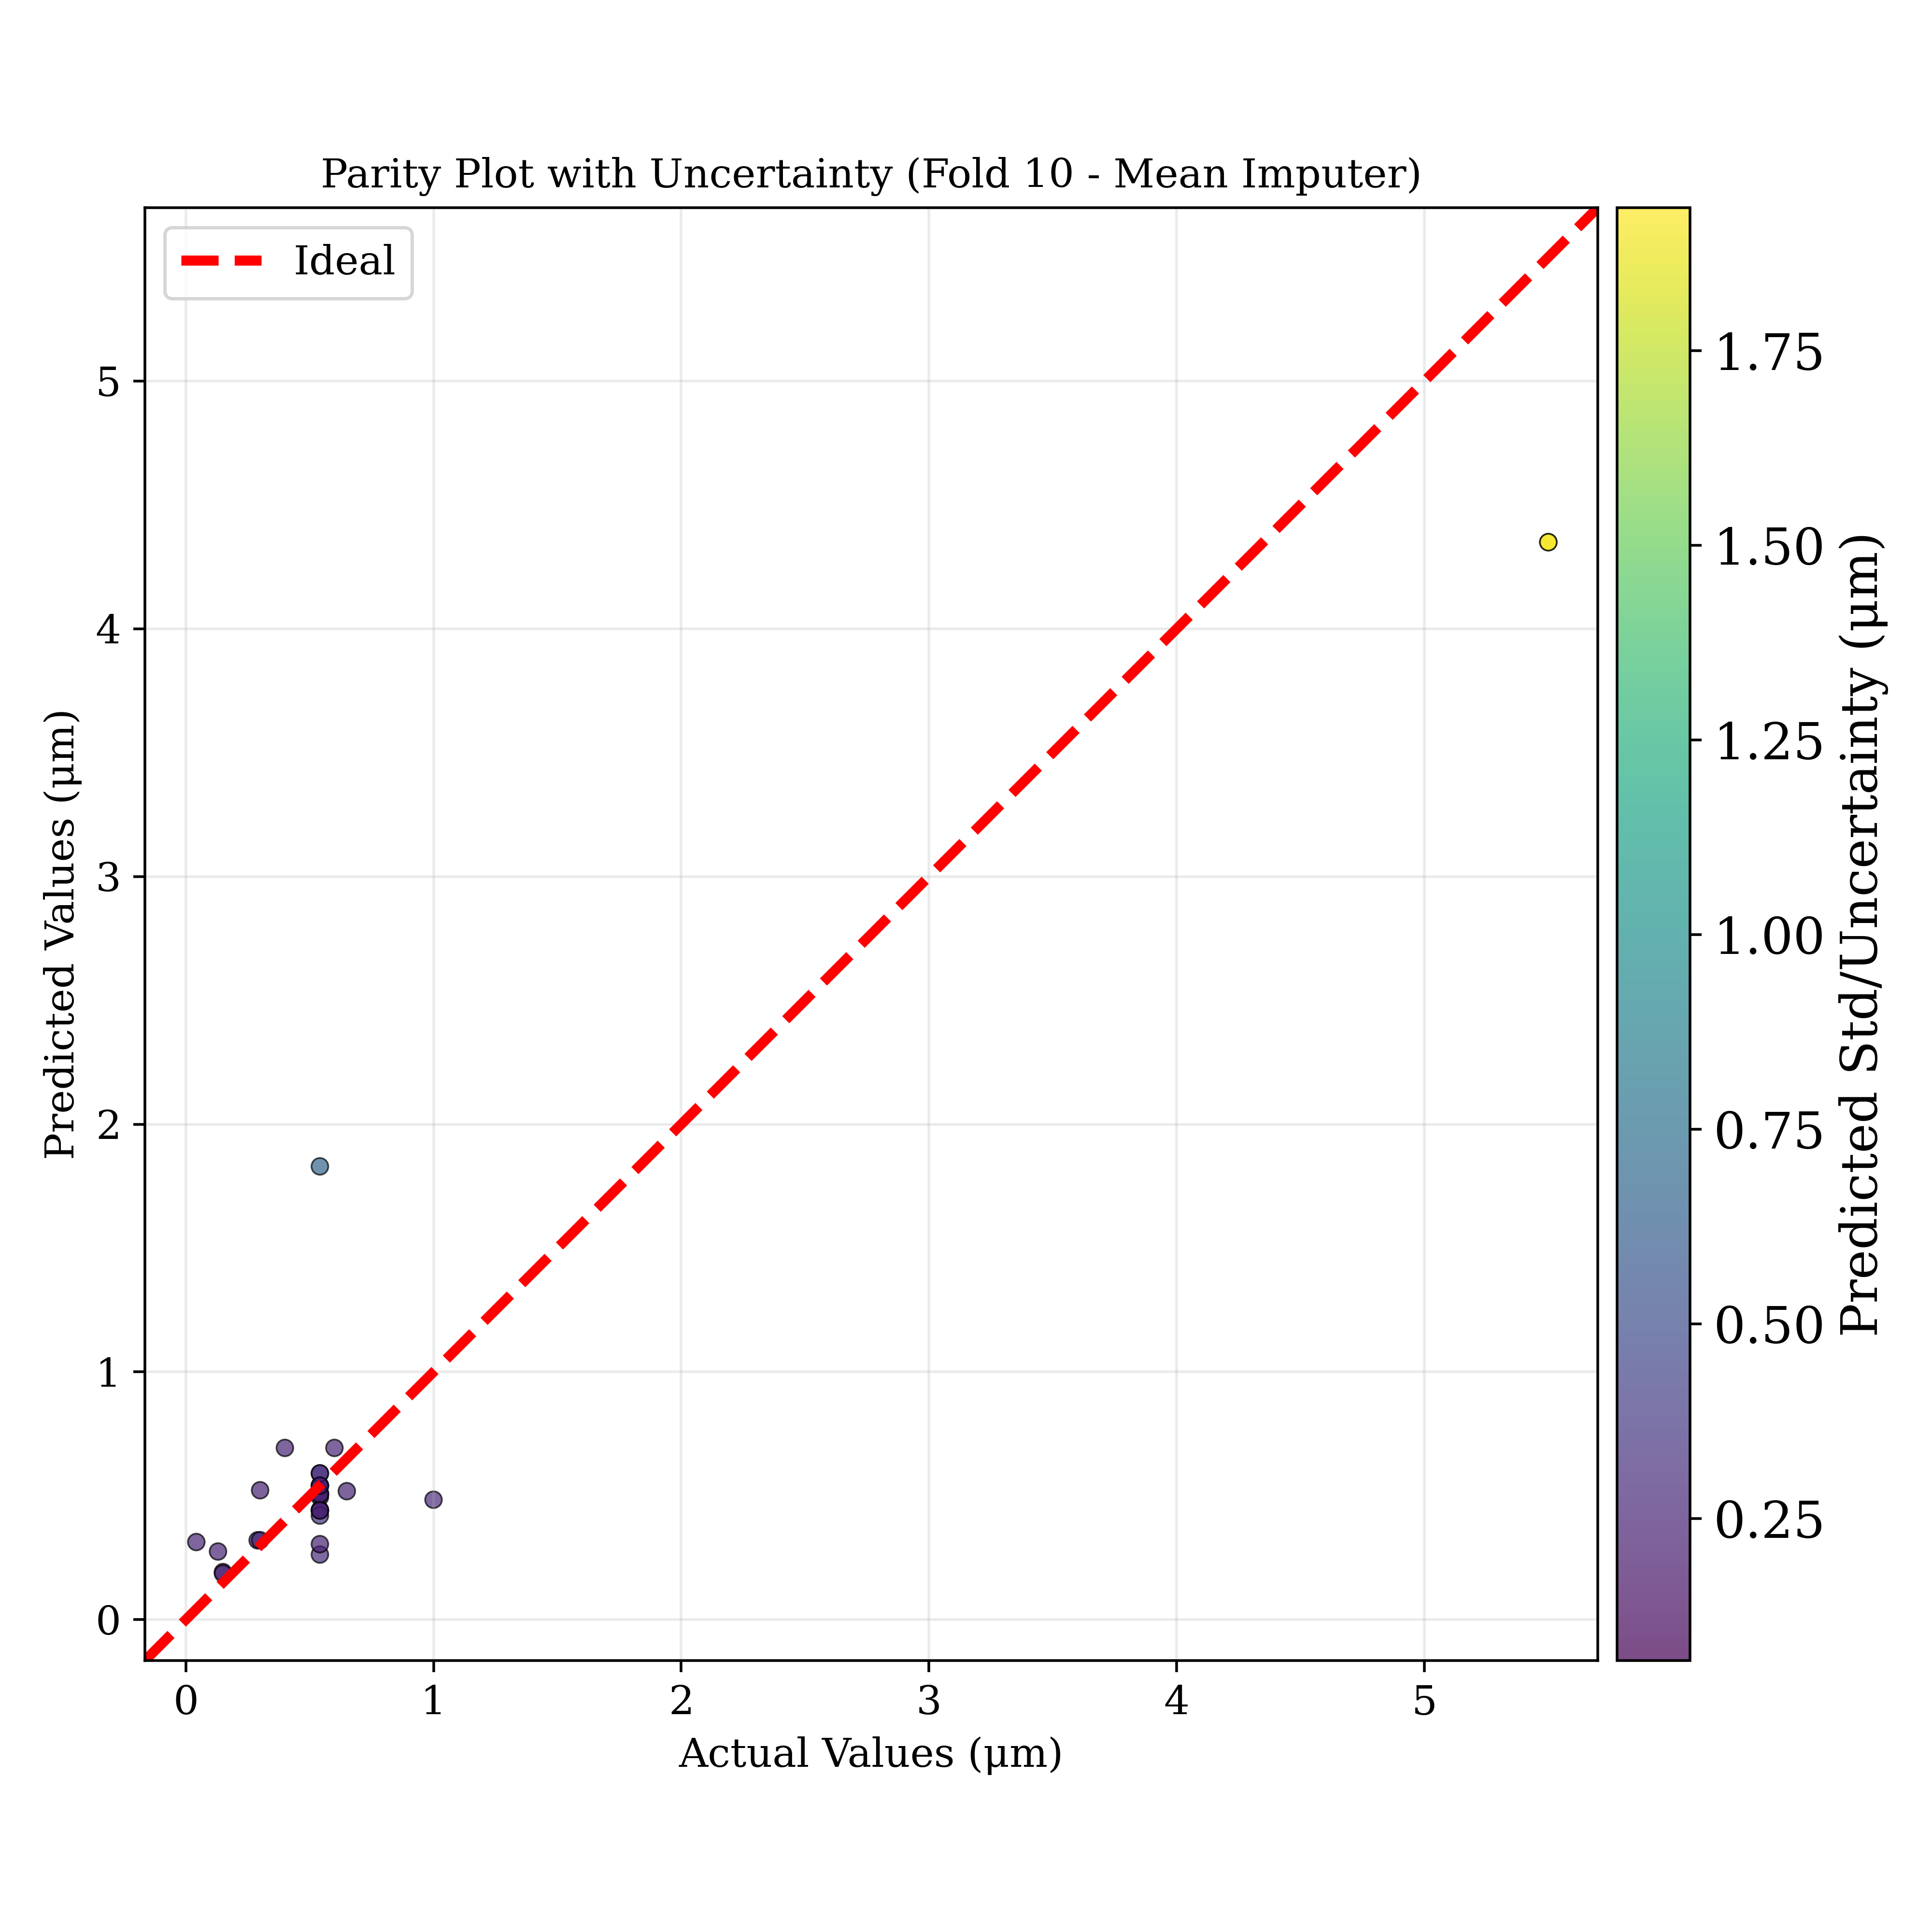 Parity Plot with Uncertainty (Fold 10 - Mean Imputer)
Ideal
Predicted Values (μm)
5
4
3
2
1
0
0 1 2 3 4 5
Actual Values (μm)
1.75
1.50
1.25
1.00
0.75
0.50
0.25
Predicted Std/Uncertainty (μm)